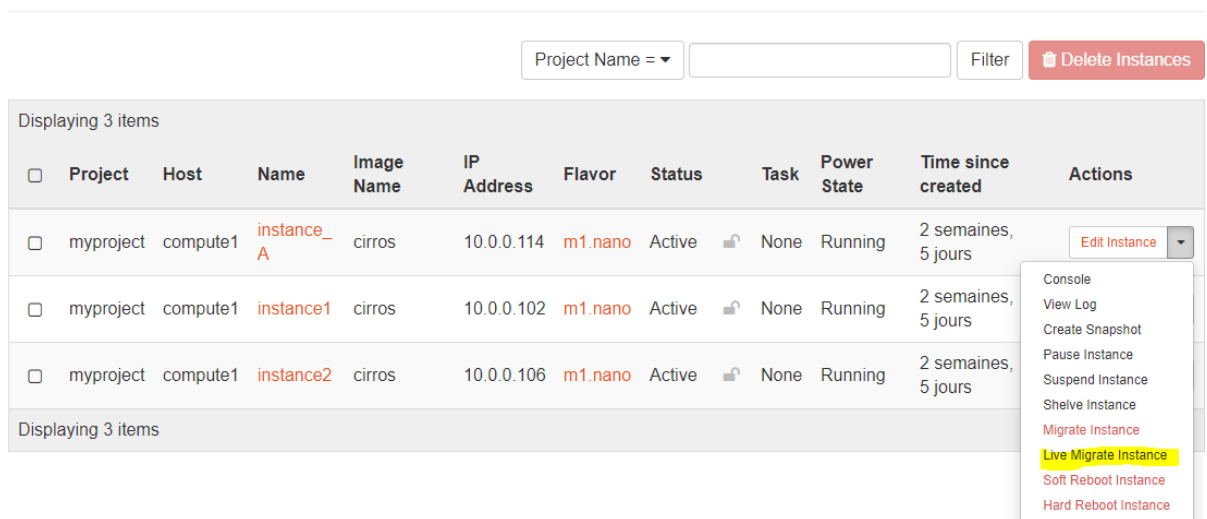 Project Name = Filter Delete Instances
Displaying 3 items
Project Host Name Image Name IP Address Flavor Status Task Power State Time since created Actions
myproject compute1 instance_A cirros 10.0.0.114 m1.nano Active None Running 2 semaines, 5 jours Edit Instance
myproject compute1 instance1 cirros 10.0.0.102 m1.nano Active None Running 2 semaines, 5 jours
myproject compute1 instance2 cirros 10.0.0.106 m1.nano Active None Running 2 semaines, 5 jours
Displaying 3 items
Console
View Log
Create Snapshot
Pause Instance
Suspend Instance
Shelve Instance
Migrate Instance
Live Migrate Instance
Soft Reboot Instance
Hard Reboot Instance